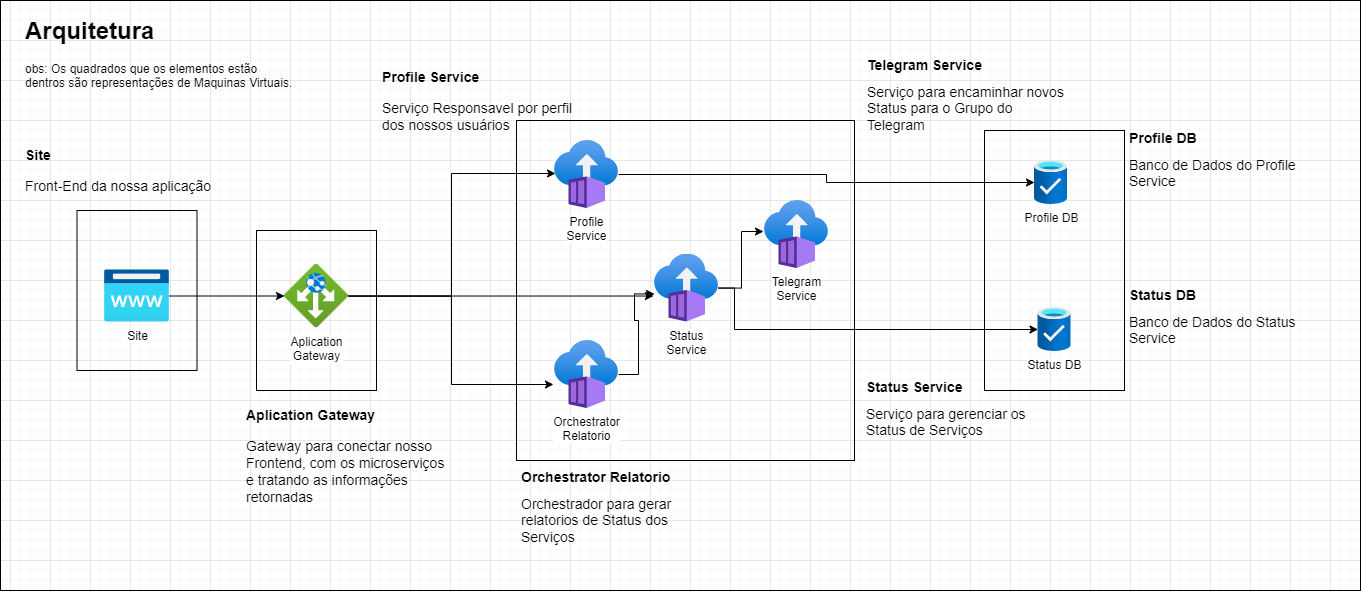 Arquitetura
obs: Os quadrados que os elementos estão
dentros são representações de Maquinas Virtuais.
Profile Service
Serviço Responsavel por perfil
dos nossos usuários
Telegram Service
Serviço para encaminhar novos
Status para o Grupo do
Telegram
Site
Front-End da nossa aplicação
www
Site
Aplication
Gateway
Aplication Gateway
Gateway para conectar nosso
Frontend, com os microserviços
e tratando as informações
retornadas
Profile
Service
Telegram
Service
Status
Service
Orchestrator
Relatorio
Orchestrator Relatorio
Orchestrador para gerar
relatorios de Status dos
Serviços
Profile DB
Profile DB
Banco de Dados do Profile
Service
Status DB
Status DB
Banco de Dados do Status
Service
Status Service
Serviço para gerenciar os
Status de Serviços